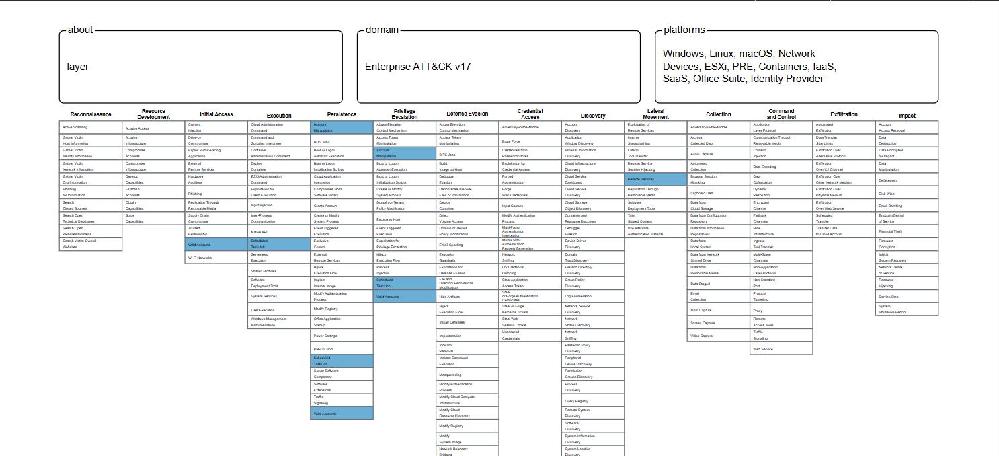 about
layer
domain
Enterprise ATT&CK v17
platforms
Windows, Linux, macOS, Network
Devices, ESXi, PRE, Containers, IaaS,
SaaS, Office Suite, Identity Provider
Reconnaissance
Active Scanning
Gather Victim
Host Information
Gather Victim
Identity Information
Gather Victim
Network Information
Gather Victim
Org Information
Phishing
for Information
Search
Closed Sources
Search Open
Technical Databases
Search Open
Websites/Domains
Search Victim-Owned
Websites
Resource
Development
Acquire Access
Acquire
Infrastructure
Compromise
Accounts
Compromise
Infrastructure
Develop
Capabilities
Establish
Accounts
Obtain
Capabilities
Stage
Capabilities
Initial Access
Content
Injection
Drive-by
Compromise
Exploit Public-Facing
Application
External
Remote Services
Hardware
Additions
Phishing
Replication Through
Removable Media
Supply Chain
Compromise
Trusted
Relationship
Valid Accounts
Wi-Fi Networks
Execution
Cloud Administration
Command
Command and
Scripting Interpreter
Container
Administration Command
Deploy
Container
ESXi Administration
Command
Exploitation for
Client Execution
Input Injection
Inter-Process
Communication
Native API
Scheduled
Task/Job
Serverless
Execution
Shared Modules
Software
Deployment Tools
System Services
User Execution
Windows Management
Instrumentation
Persistence
Account
Manipulation
BITS Jobs
Boot or Logon
Autostart Execution
Boot or Logon
Initialization Scripts
Cloud Application
Integration
Compromise Host
Software Binary
Create Account
Create or Modify
System Process
Event Triggered
Execution
Exclusive
Control
External
Remote Services
Hijack
Execution Flow
Implant
Internal Image
Modify Authentication
Process
Modify Registry
Office Application
Startup
Power Settings
Pre-OS Boot
Scheduled
Task/Job
Server Software
Component
Software
Extensions
Traffic
Signaling
Valid Accounts
Privilege
Escalation
Abuse Elevation
Control Mechanism
Access Token
Manipulation
Account
Manipulation
Boot or Logon
Autostart Execution
Boot or Logon
Initialization Scripts
Create or Modify
System Process
Domain or Tenant
Policy Modification
Escape to Host
Event Triggered
Execution
Exploitation for
Privilege Escalation
Hijack
Execution Flow
Process
Injection
Scheduled
Task/Job
Valid Accounts
Defense Evasion
Abuse Elevation
Control Mechanism
Access Token
Manipulation
BITS Jobs
Build
Image on Host
Debugger
Evasion
Deobfuscate/Decode
Files or Information
Deploy
Container
Direct
Volume Access
Domain or Tenant
Policy Modification
Email Spoofing
Execution
Guardrails
Exploitation for
Defense Evasion
File and
Directory Permissions
Modification
Hide Artifacts
Hijack
Execution Flow
Impair Defenses
Impersonation
Indicator
Removal
Indirect Command
Execution
Masquerading
Modify Authentication
Process
Modify Cloud Compute
Infrastructure
Modify Cloud
Resource Hierarchy
Modify Registry
Modify
System Image
Network Boundary
Bridging
Credential
Access
Adversary-in-the-Middle
Brute Force
Credentials from
Password Stores
Exploitation for
Credential Access
Forced
Authentication
Forge
Web Credentials
Input Capture
Modify Authentication
Process
Multi-Factor
Authentication
Interception
Multi-Factor
Authentication
Request Generation
Network
Sniffing
OS Credential
Dumping
Steal Application
Access Token
Steal
or Forge Authentication
Certificates
Steal or Forge
Kerberos Tickets
Steal Web
Session Cookie
Unsecured
Credentials
Discovery
Account
Discovery
Application
Window Discovery
Browser Information
Discovery
Cloud Infrastructure
Discovery
Cloud Service
Dashboard
Cloud Service
Discovery
Cloud Storage
Object Discovery
Container and
Resource Discovery
Debugger
Evasion
Device Driver
Discovery
Domain
Trust Discovery
File and Directory
Discovery
Group Policy
Discovery
Log Enumeration
Network Service
Discovery
Network
Share Discovery
Network
Sniffing
Password Policy
Discovery
Peripheral
Device Discovery
Permission
Groups Discovery
Process
Discovery
Query Registry
Remote System
Discovery
Software
Discovery
System Information
Discovery
System Location
Discovery
Lateral
Movement
Exploitation of
Remote Services
Internal
Spearphishing
Lateral
Tool Transfer
Remote Service
Session Hijacking
Remote Services
Replication Through
Removable Media
Software
Deployment Tools
Taint
Shared Content
Use Alternate
Authentication Material
Collection
Adversary-in-the-Middle
Archive
Collected Data
Audio Capture
Automated
Collection
Browser Session
Hijacking
Clipboard Data
Data from
Cloud Storage
Data from Configuration
Repository
Data from Information
Repositories
Data from
Local System
Data from Network
Shared Drive
Data from
Removable Media
Data Staged
Email
Collection
Input Capture
Screen Capture
Video Capture
Command
and Control
Application
Layer Protocol
Communication Through
Removable Media
Content
Injection
Data Encoding
Data
Obfuscation
Dynamic
Resolution
Encrypted
Channel
Fallback
Channels
Hide
Infrastructure
Ingress
Tool Transfer
Multi-Stage
Channels
Non-Application
Layer Protocol
Non-Standard
Port
Protocol
Tunneling
Proxy
Remote
Access Tools
Traffic
Signaling
Web Service
Exfiltration
Automated
Exfiltration
Data Transfer
Size Limits
Exfiltration Over
Alternative Protocol
Exfiltration
Over C2 Channel
Exfiltration Over
Other Network Medium
Exfiltration Over
Physical Medium
Exfiltration
Over Web Service
Scheduled
Transfer
Transfer Data
to Cloud Account
Impact
Account
Access Removal
Data
Destruction
Data Encrypted
for Impact
Data
Manipulation
Defacement
Disk Wipe
Email Bombing
Endpoint Denial
of Service
Financial Theft
Firmware
Corruption
Inhibit
System Recovery
Network Denial
of Service
Resource
Hijacking
Service Stop
System
Shutdown/Reboot